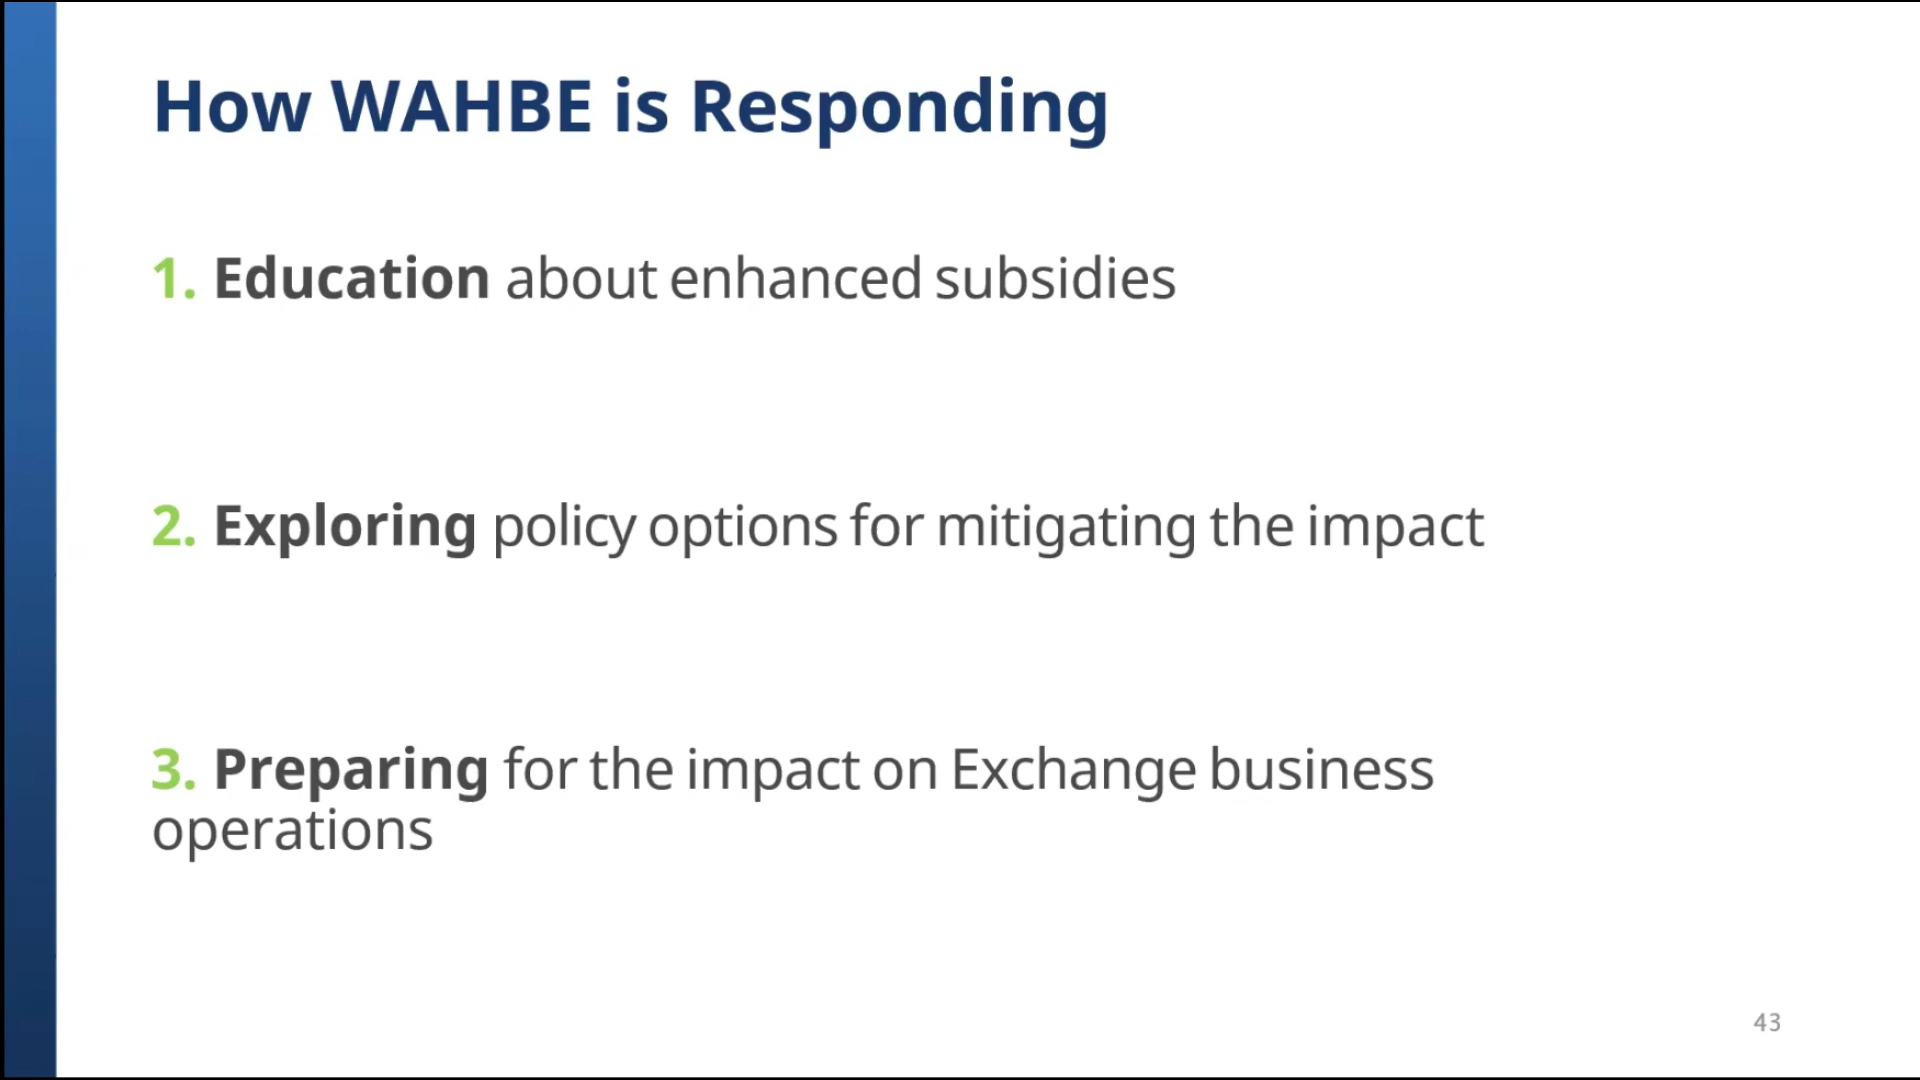 How WAHBE is Responding
1. Education about enhanced subsidies
2. Exploring policy options for mitigating the impact
3. Preparing for the impact on Exchange business
operations
43